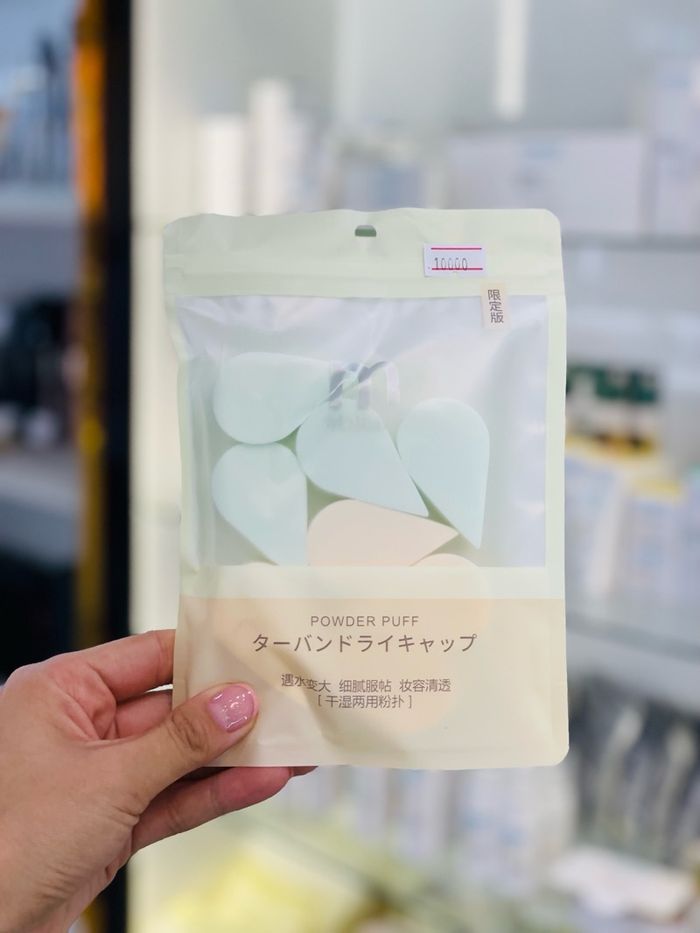 10000
限定版
m
POWDER PUFF
ターバンドライキャップ
遇水变大 细腻服帖 妆容清透
[干湿两用粉扑]